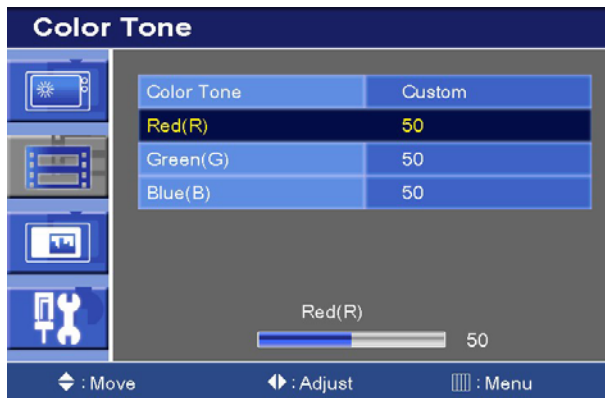 Color Tone
Color Tone Custom
Red(R) 50
Green(G) 50
Blue(B) 50
Red(R)
50
: Move : Adjust : Menu